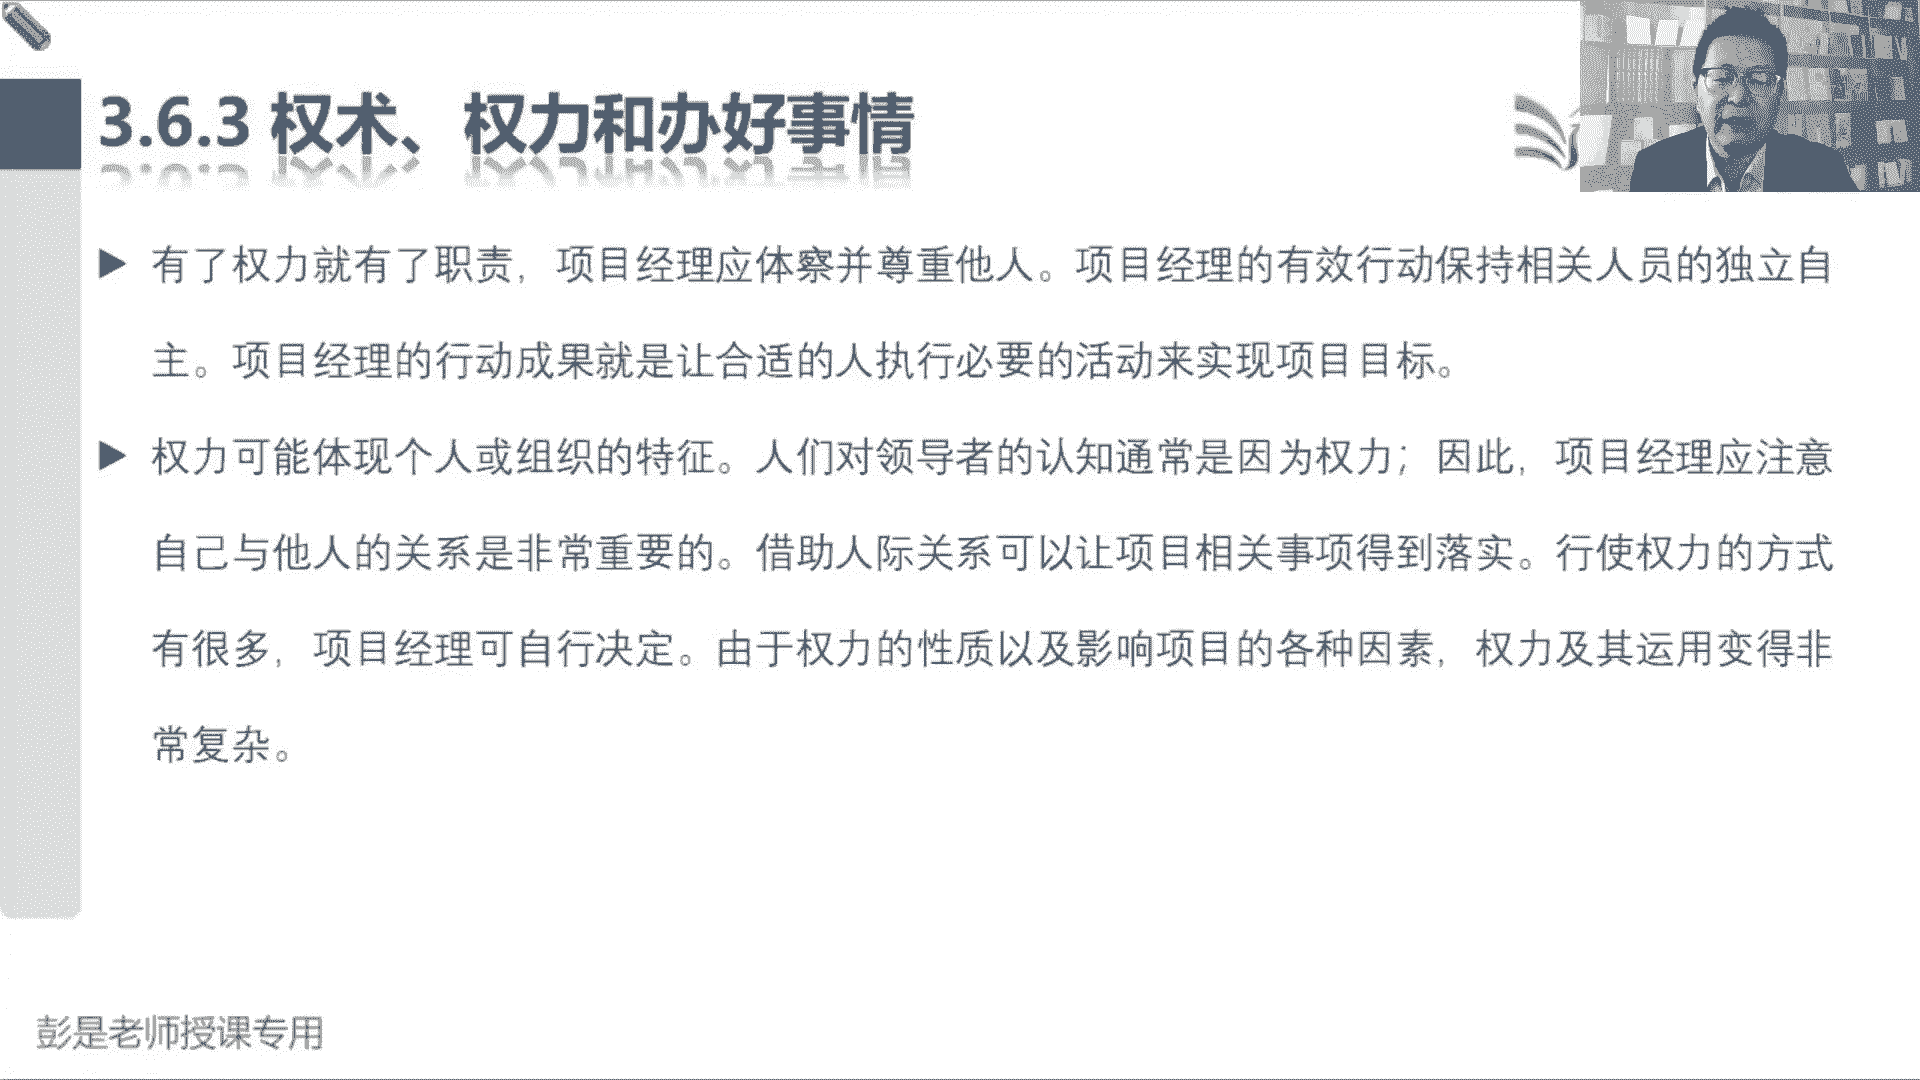 3.6.3 权术、权力和办好事情
有了权力就有了职责，项目经理应体察并尊重他人。项目经理的有效行动保持相关人员的独立自
主。项目经理的行动成果就是让合适的人执行必要的活动来实现项目目标。
权力可能体现个人或组织的特征。人们对领导者的认知通常是因为权力；因此，项目经理应注意
自己与他人的关系是非常重要的。借助人际关系可以让项目相关事项得到落实。行使权力的方式
有很多，项目经理可自行决定。由于权力的性质以及影响项目的各种因素，权力及其运用变得非
常复杂。
彭是老师授课专用